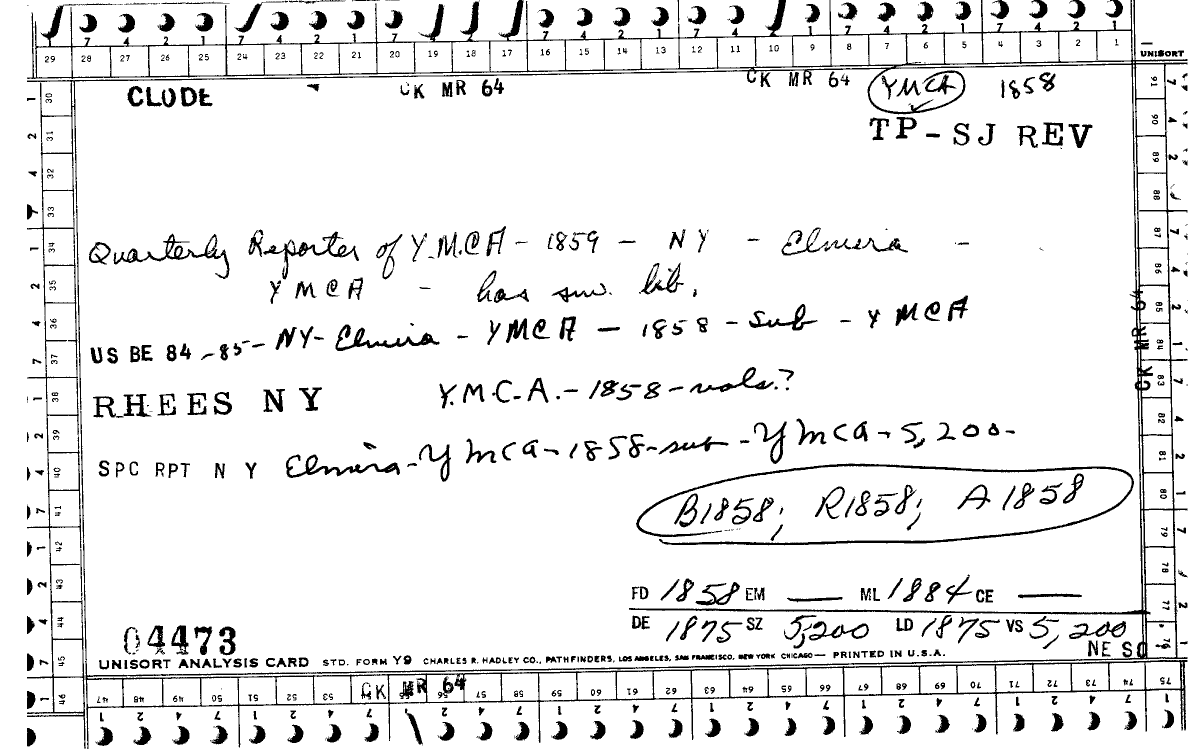 7 4 2 1 7 4 2 1 7 4 2 1 7 4 2 1 7 4 2 1 7 4 2 1
29 28 27 26 25 24 23 22 21 20 19 18 17 16 15 14 13 12 11 10 9 8 7 6 5 4 3 2 1 UNISORT
CLODE CK MR 64 CK MR 64 YMCA 1858
TP-SJ REV
Quarterly Reporter of Y.M.C.A - 1859 - NY - Elmira -
YMCA - has sm. lib.
US BE 84-85- NY- Elmira - YMCA - 1858 - sub - YMCA
CK MR 64
RHEES NY Y.M.C.A. - 1858 - vols.?
SPC RPT N Y Elmira - YMCA - 1858 - sub - YMCA - 5,200 -
B1858; R1858; A1858
FD 1858 EM — ML 1884 CE —
DE 1875 SZ 5,200 LD 1875 VS 5,200
04473 NE SO
UNISORT ANALYSIS CARD STD. FORM Y9 CHARLES R. HADLEY CO., PATHFINDERS, LOS ANGELES, SAN FRANCISCO, NEW YORK CHICAGO— PRINTED IN U.S.A.
CK MR 64
30 31 32 33 34 35 36 37 38 39 40 41 42 43 44 45 46
47 48 49 50 51 52 53 54 55 56 57 58 59 60 61 62 63 64 65 66 67 68 69 70 71 72 73 74 75
76 77 78 79 80 81 82 83 84 85 86 87 88 89 90 91